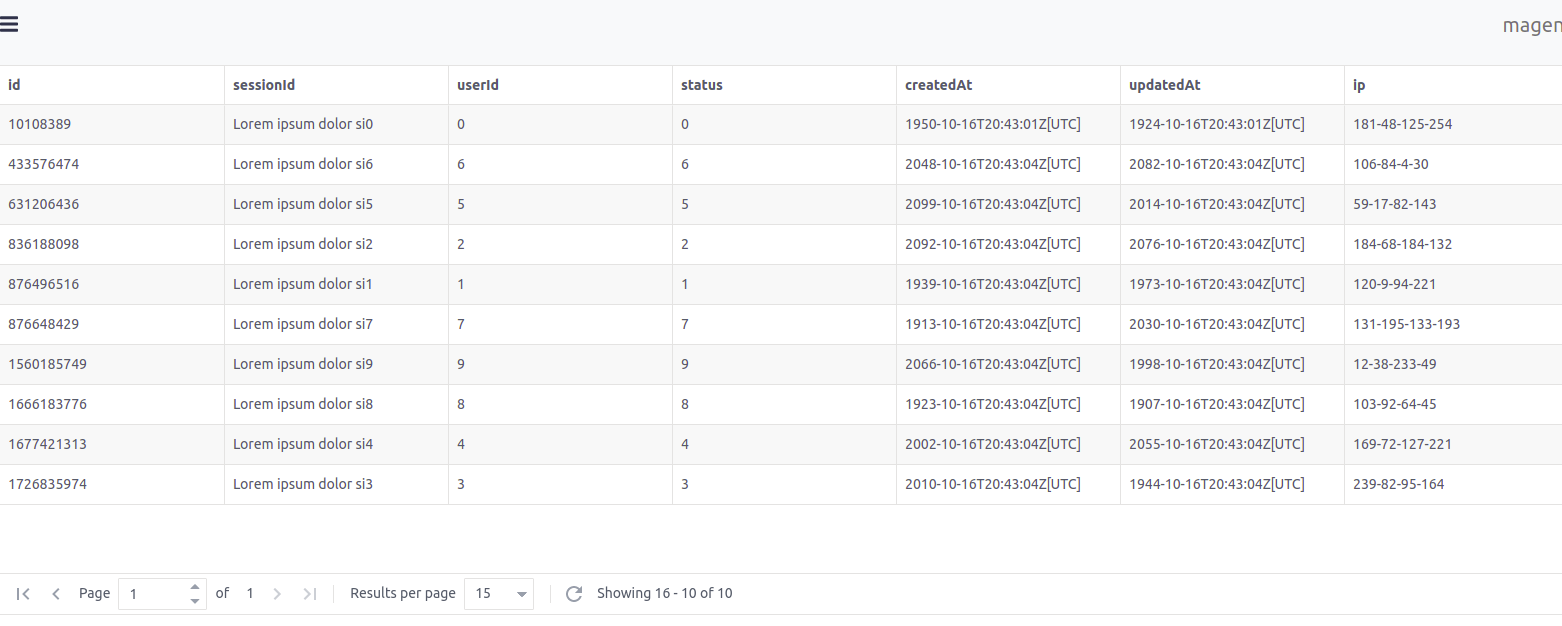 magen
id sessionId userId status createdAt updatedAt ip
10108389 Lorem ipsum dolor si0 0 0 1950-10-16T20:43:01Z[UTC] 1924-10-16T20:43:01Z[UTC] 181-48-125-254
433576474 Lorem ipsum dolor si6 6 6 2048-10-16T20:43:04Z[UTC] 2082-10-16T20:43:04Z[UTC] 106-84-4-30
631206436 Lorem ipsum dolor si5 5 5 2099-10-16T20:43:04Z[UTC] 2014-10-16T20:43:04Z[UTC] 59-17-82-143
836188098 Lorem ipsum dolor si2 2 2 2092-10-16T20:43:04Z[UTC] 2076-10-16T20:43:04Z[UTC] 184-68-184-132
876496516 Lorem ipsum dolor si1 1 1 1939-10-16T20:43:04Z[UTC] 1973-10-16T20:43:04Z[UTC] 120-9-94-221
876648429 Lorem ipsum dolor si7 7 7 1913-10-16T20:43:04Z[UTC] 2030-10-16T20:43:04Z[UTC] 131-195-133-193
1560185749 Lorem ipsum dolor si9 9 9 2066-10-16T20:43:04Z[UTC] 1998-10-16T20:43:04Z[UTC] 12-38-233-49
1666183776 Lorem ipsum dolor si8 8 8 1923-10-16T20:43:04Z[UTC] 1907-10-16T20:43:04Z[UTC] 103-92-64-45
1677421313 Lorem ipsum dolor si4 4 4 2002-10-16T20:43:04Z[UTC] 2055-10-16T20:43:04Z[UTC] 169-72-127-221
1726835974 Lorem ipsum dolor si3 3 3 2010-10-16T20:43:04Z[UTC] 1944-10-16T20:43:04Z[UTC] 239-82-95-164
Page 1 of 1 Results per page 15 Showing 16 - 10 of 10